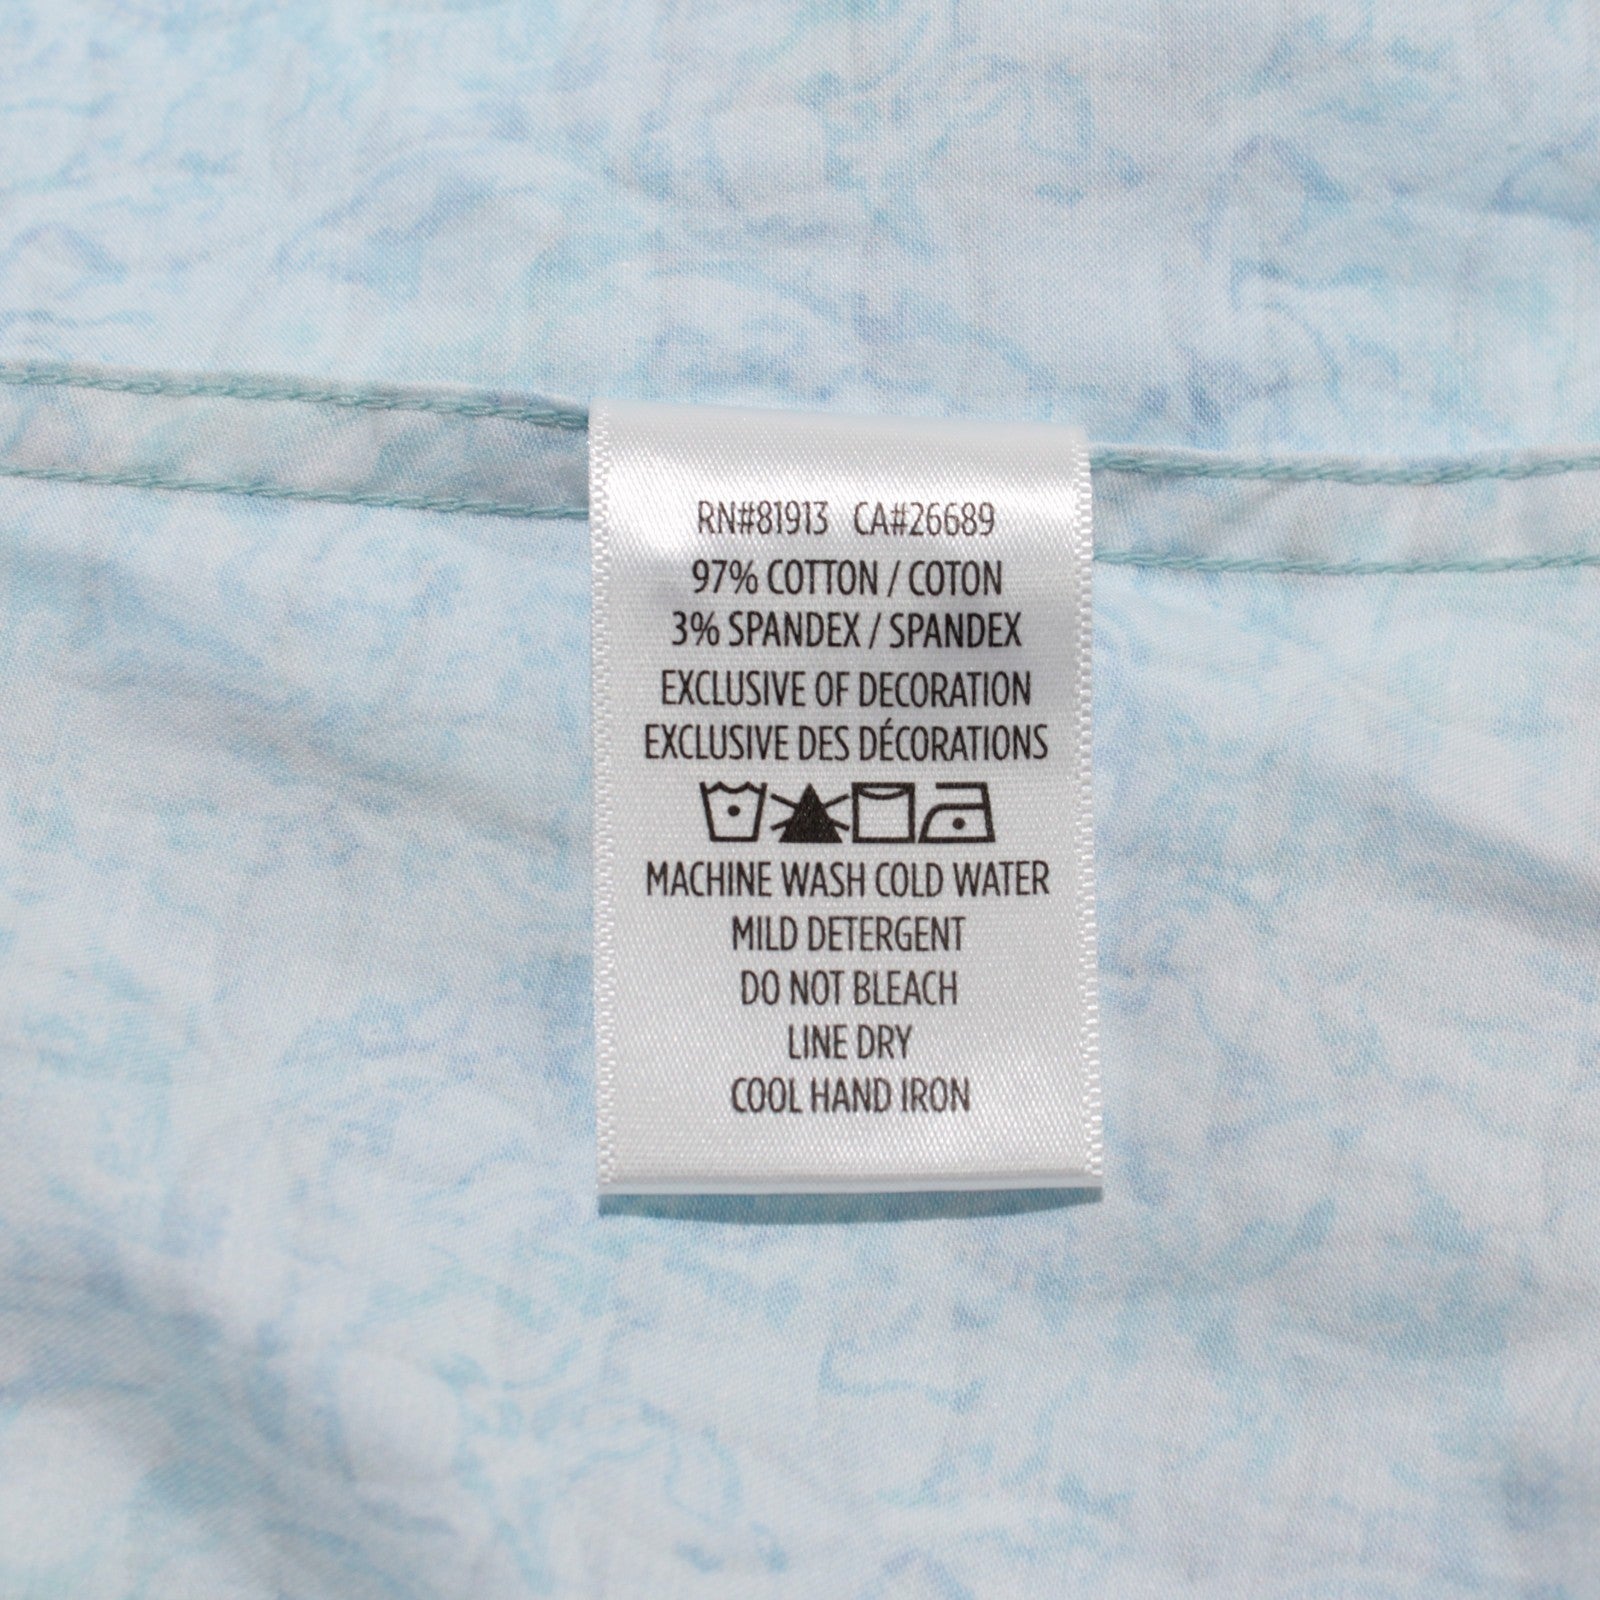 RN#81913 CA#26689
97% COTTON / COTON
3% SPANDEX / SPANDEX
EXCLUSIVE OF DECORATION
EXCLUSIVE DES DÉCORATIONS
MACHINE WASH COLD WATER
MILD DETERGENT
DO NOT BLEACH
LINE DRY
COOL HAND IRON